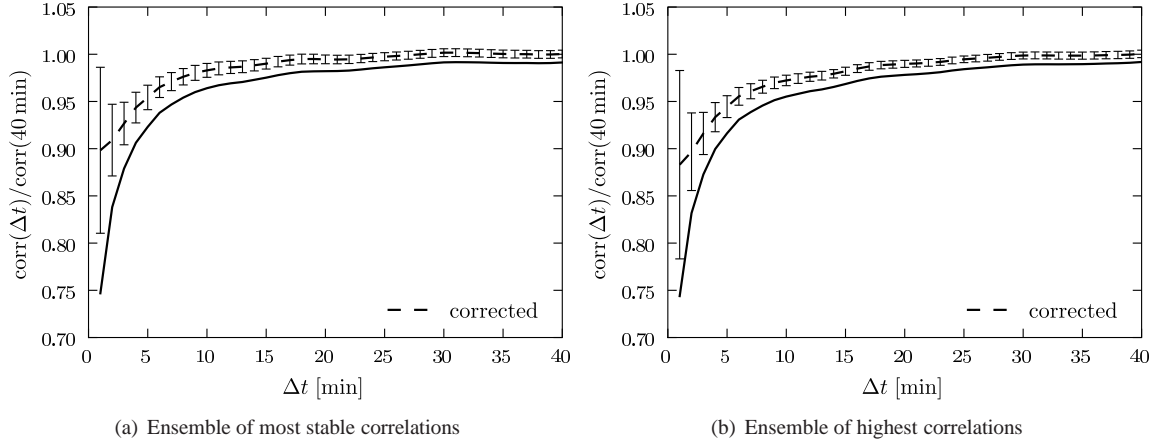 1.05
1.00
0.95
0.90
0.85
0.80
0.75
0.70
corr(Δt)/corr(40 min)
corrected
0 5 10 15 20 25 30 35 40
Δt [min]
(a) Ensemble of most stable correlations
1.05
1.00
0.95
0.90
0.85
0.80
0.75
0.70
corr(Δt)/corr(40 min)
corrected
0 5 10 15 20 25 30 35 40
Δt [min]
(b) Ensemble of highest correlations